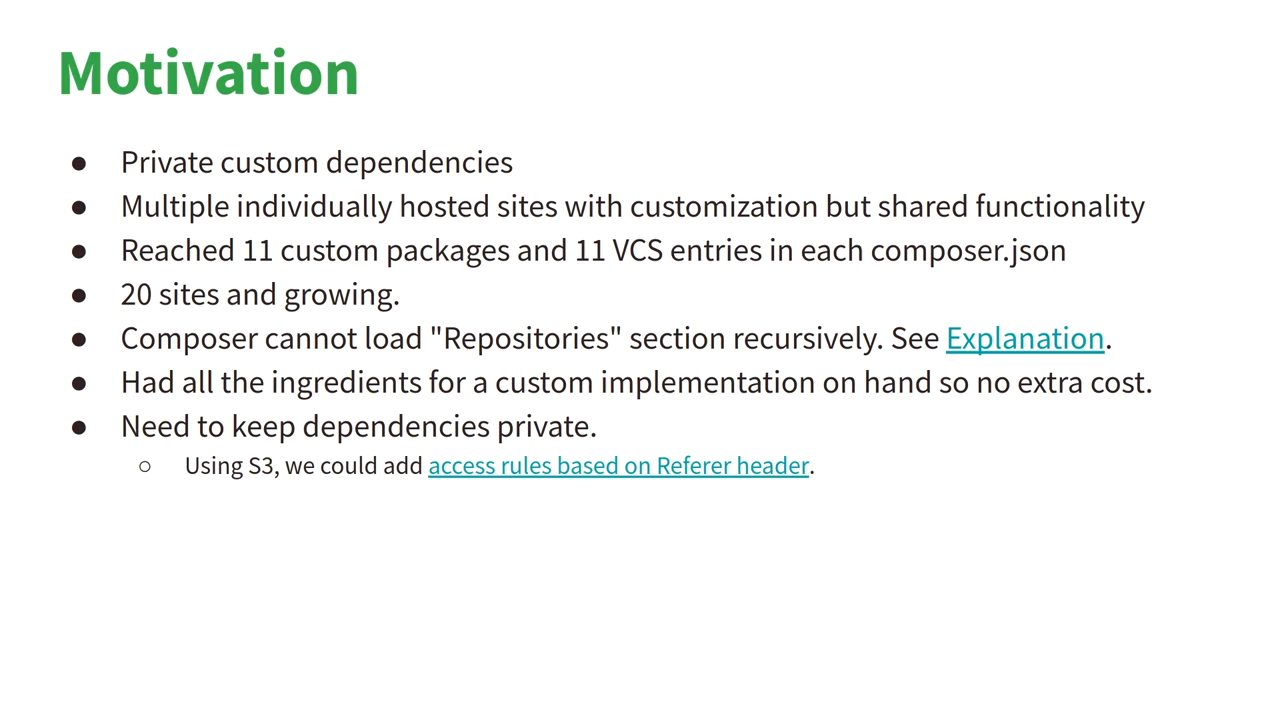 Motivation
● Private custom dependencies
● Multiple individually hosted sites with customization but shared functionality
● Reached 11 custom packages and 11 VCS entries in each composer.json
● 20 sites and growing.
● Composer cannot load "Repositories" section recursively. See Explanation.
● Had all the ingredients for a custom implementation on hand so no extra cost.
● Need to keep dependencies private.
○ Using S3, we could add access rules based on Referer header.